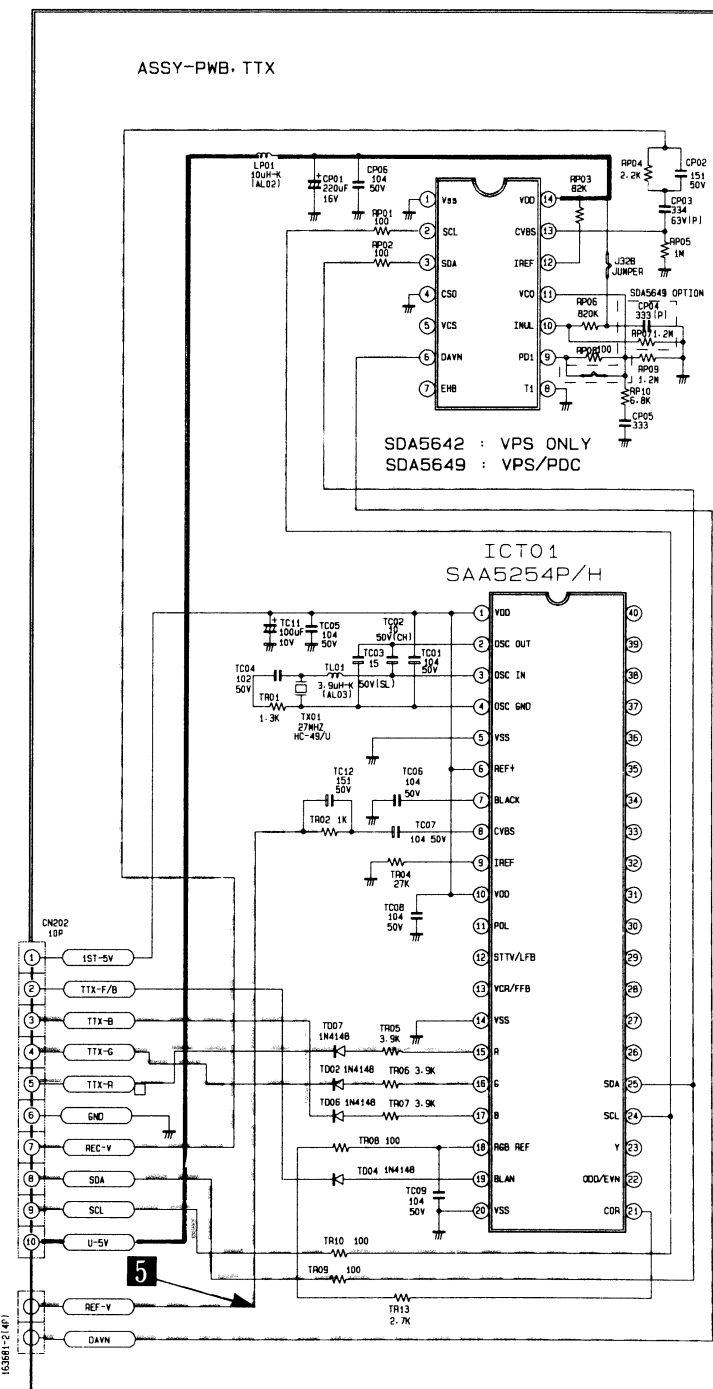 ASSY-PWB, TTX
LP01
10uH-K
(AL02)
CP01
220uF
16V
CP06
104
50V
RP01
100
RP02
100
RP03
82K
RP04
2.2K
CP02
151
50V
CP03
334
63V(P)
RP05
1M
J328
JUMPER
SDA5649 OPTION
RP06
820K
CP04
333(P)
RP07 1.2M
RP08 100
RP09
1.2M
RP10
6.8K
CP05
333
1 Vss
2 SCL
3 SDA
4 CSO
5 VCS
6 DAVN
7 EHB
VDD 14
CVBS 13
IREF 12
VCO 11
INUL 10
PD1 9
T1 8
SDA5642 : VPS ONLY
SDA5649 : VPS/PDC
ICT01
SAA5254P/H
TC11
100uF
10V
TC05
104
50V
TC02
10
50V(CH)
TC03
15
50V(SL)
TC01
104
50V
TC04
102
50V
TL01
3.9uH-K
(AL03)
TR01
1.3K
TX01
27MHZ
HC-49/U
TC12
151
50V
TR02 1K
TC06
104
50V
TC07
104 50V
TR04
27K
TC08
104
50V
1 VDD
2 OSC OUT
3 OSC IN
4 OSC GND
5 VSS
6 REF+
7 BLACK
8 CVBS
9 IREF
10 VDD
11 POL
12 STTV/LFB
13 VCR/FFB
14 VSS
15 R
16 G
17 B
18 RGB REF
19 BLAN
20 VSS
40
39
38
37
36
35
34
33
32
31
30
29
28
27
26
SDA 25
SCL 24
Y 23
ODD/EVN 22
COR 21
TD07
1N4148
TR05
3.9K
TD02 1N4148
TR06 3.9K
TD06 1N4148
TR07 3.9K
TR08 100
TD04 1N4148
TC09
104
50V
TR10 100
TR09 100
TR13
2.7K
CN202
10P
1 1ST-5V
2 TTX-F/B
3 TTX-B
4 TTX-G
5 TTX-R
6 GND
7 REC-V
8 SDA
9 SCL
10 U-5V
5
REF-V
DAVN
163681-2(4P)